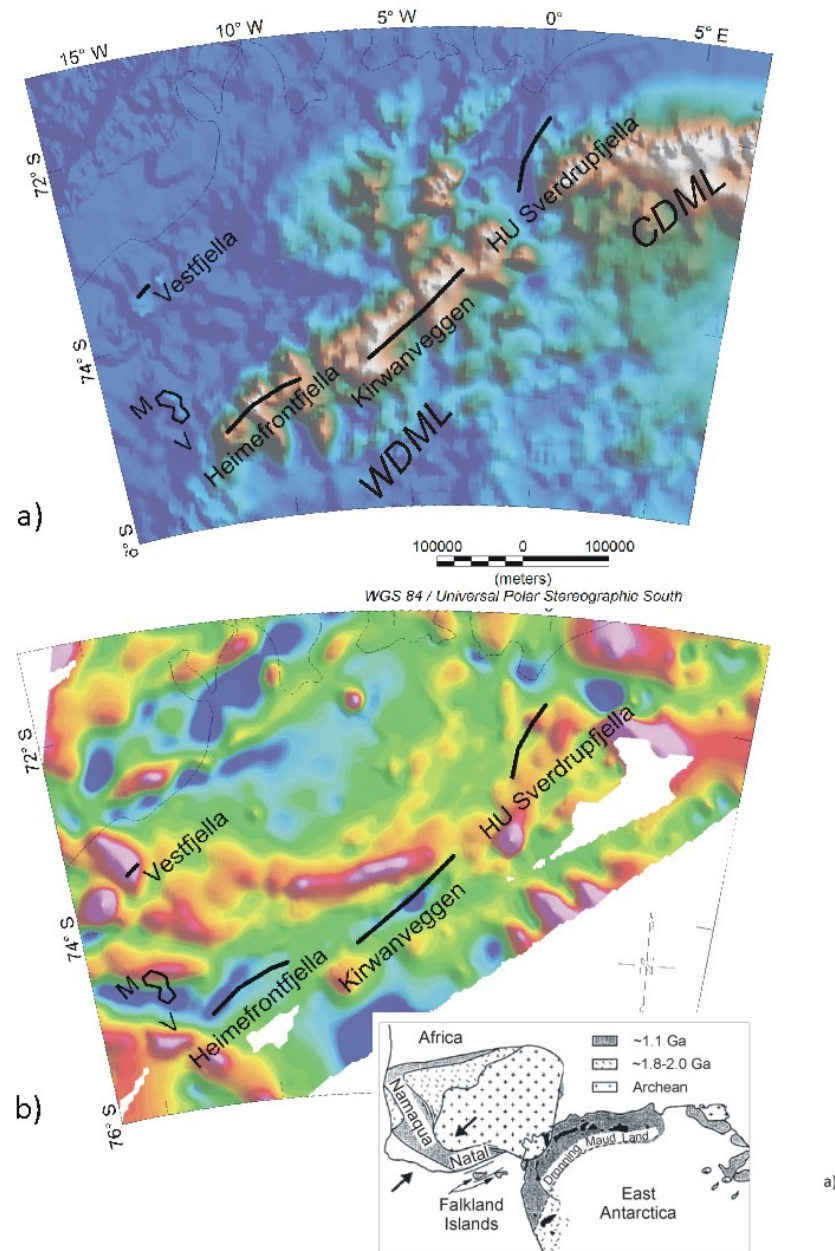 15° W
10° W
5° W
0°
5° E
72° S
HU Sverdrupfjella
CDML
Vestfjella
74° S
Kirwanveggen
M
V
Heimefrontfjella
WDML
a)
6° S
100000 0 100000
(meters)
WGS 84 / Universal Polar Stereographic South
72° S
HU Sverdrupfjella
Vestfjella
74° S
Kirwanveggen
M
V
Heimefrontfjella
b)
76° S
Africa
~1.1 Ga
~1.8-2.0 Ga
Archean
Namaqua
Natal
Dronning Maud Land
Falkland
Islands
East
Antarctica
a)